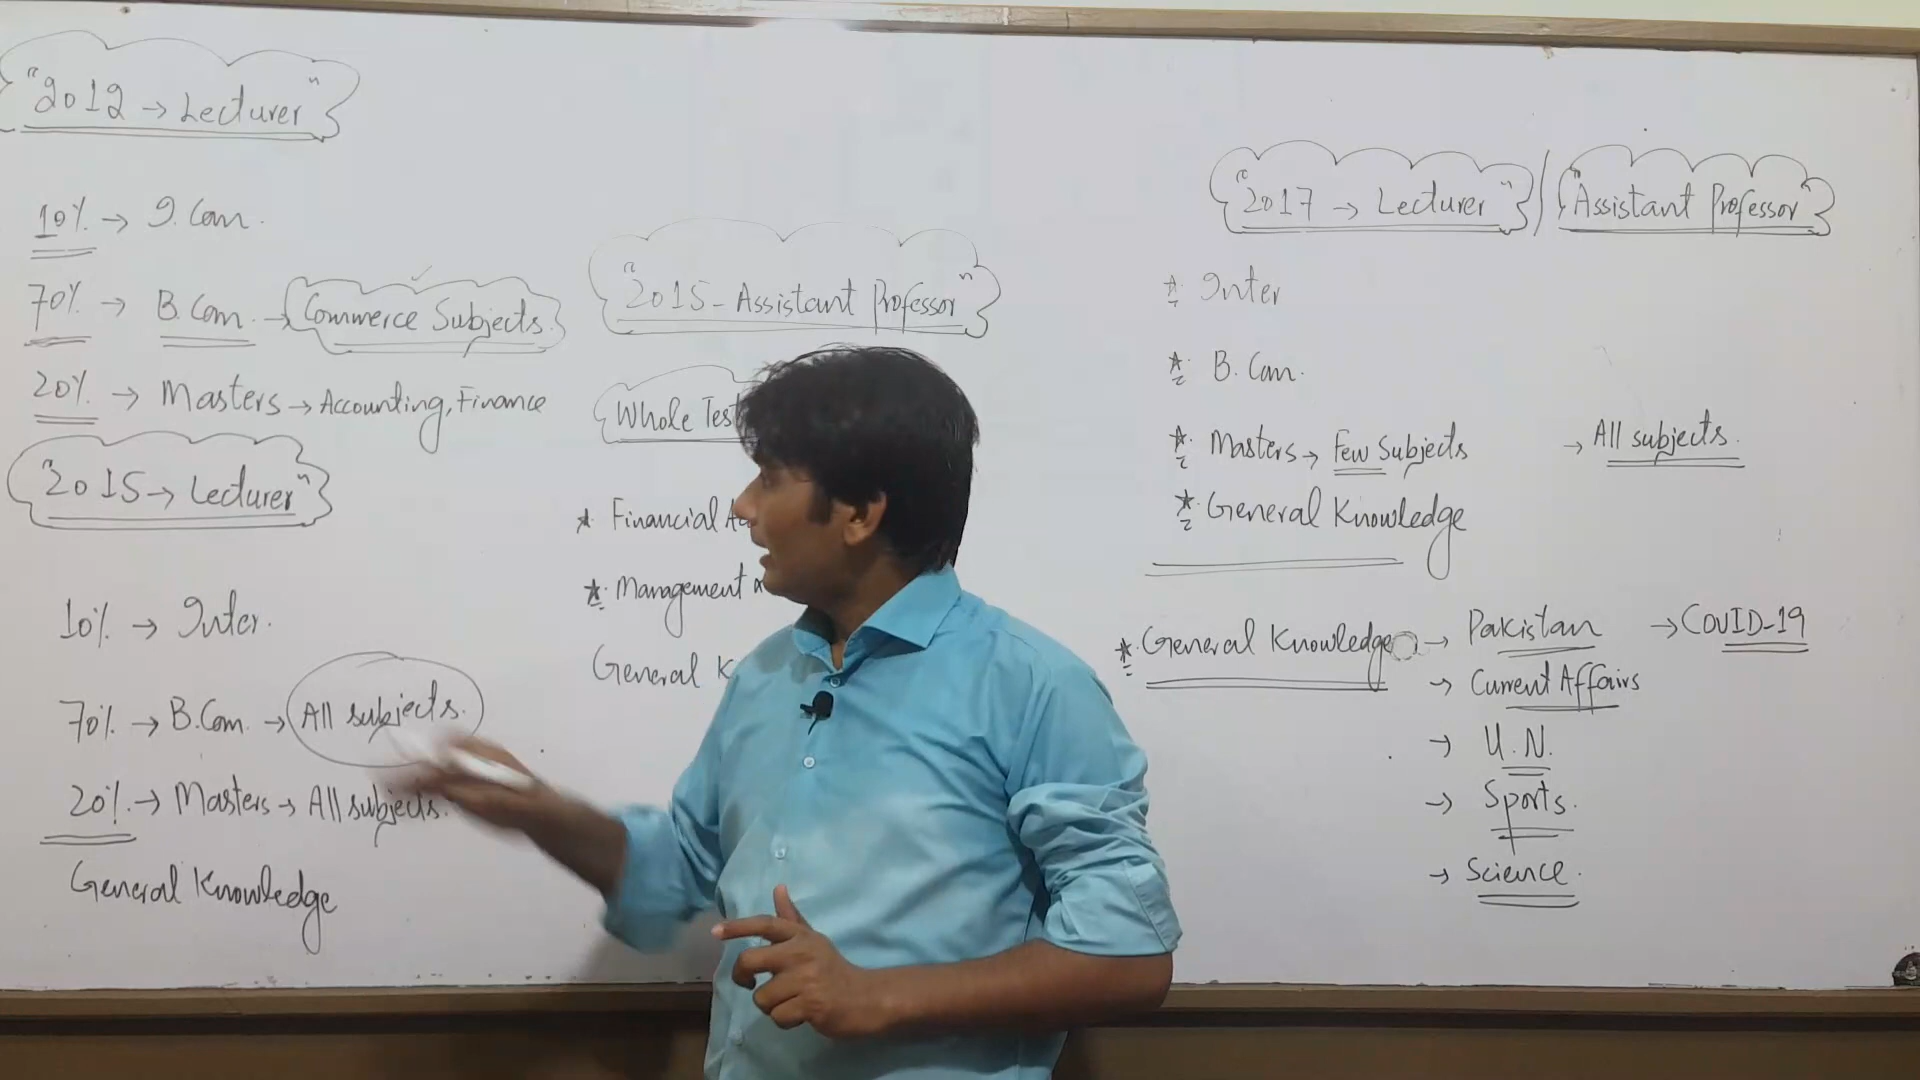 "2012 → Lecturer"
10% → I.Com.
70% → B.Com. → Commerce Subjects.
20% → Masters → Accounting, Finance
"2015 → Lecturer"
10% → Inter.
70% → B.Com. → All subjects.
20% → Masters → All subjects.
General Knowledge
"2015 - Assistant Professor"
Whole Test
* Financial
* Management
General
"2017 → Lecturer" / "Assistant Professor"
* Inter
* B.Com.
* Masters → Few Subjects → All subjects.
* General Knowledge
* General Knowledge → Pakistan → COVID-19
→ Current Affairs
→ U.N.
→ Sports.
→ Science.